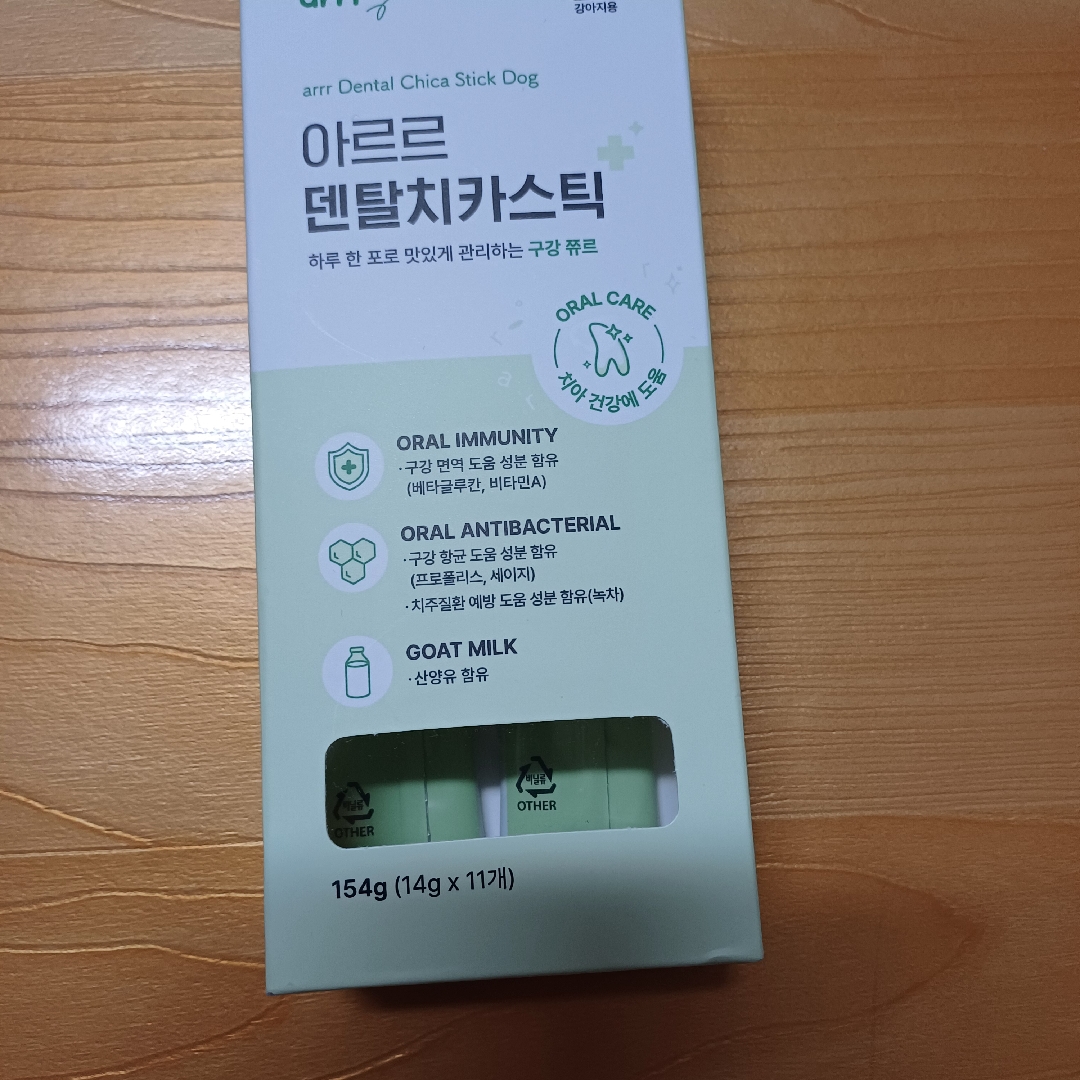 arrr
강아지용
arrr Dental Chica Stick Dog
아르르
덴탈치카스틱
하루 한 포로 맛있게 관리하는 구강 쮸르
ORAL CARE
치아 건강에 도움
ORAL IMMUNITY
·구강 면역 도움 성분 함유
(베타글루칸, 비타민A)
ORAL ANTIBACTERIAL
·구강 항균 도움 성분 함유
(프로폴리스, 세이지)
·치주질환 예방 도움 성분 함유(녹차)
GOAT MILK
·산양유 함유
비닐류
OTHER
비닐류
OTHER
154g (14g x 11개)